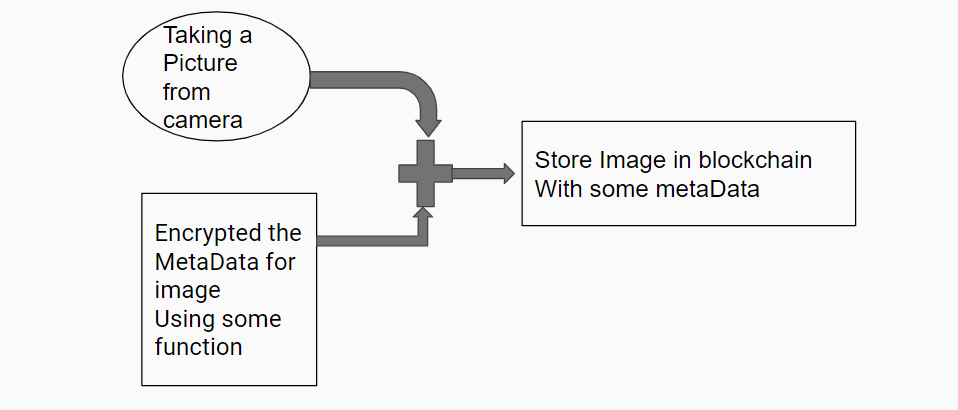 Taking a
Picture
from
camera
Store Image in blockchain
With some metaData
Encrypted the
MetaData for
image
Using some
function